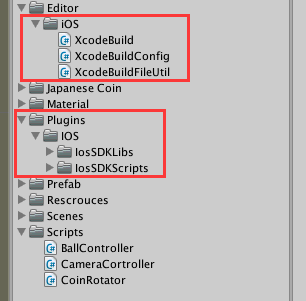 Editor
iOS
XcodeBuild
XcodeBuildConfig
XcodeBuildFileUtil
Japanese Coin
Material
Plugins
IOS
IosSDKLibs
IosSDKScripts
Prefab
Rescrouces
Scenes
Scripts
BallController
CameraCortroller
CoinRotator